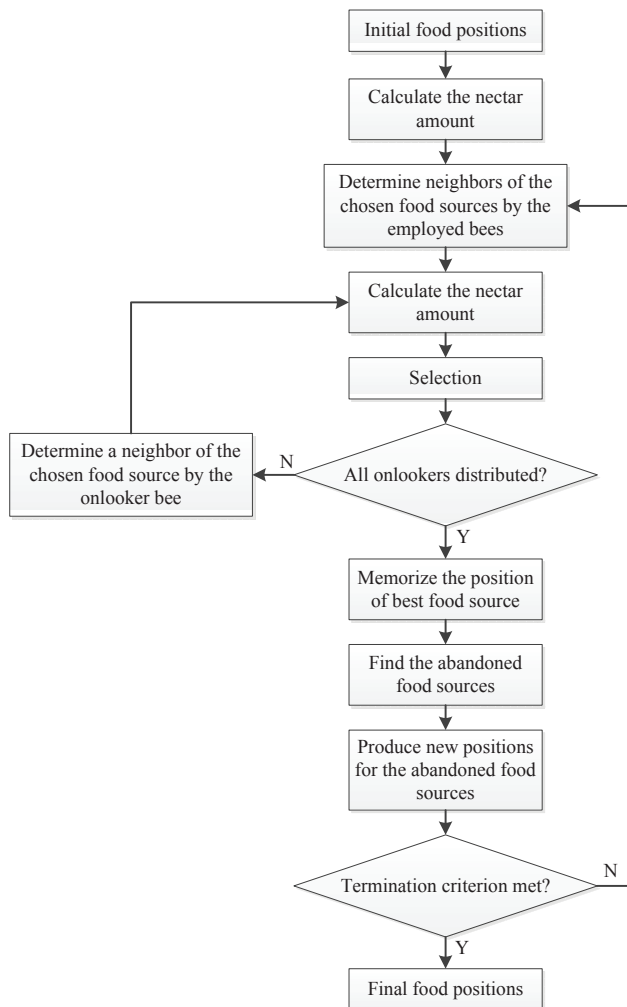 Initial food positions
Calculate the nectar
amount
Determine neighbors of the
chosen food sources by the
employed bees
Calculate the nectar
amount
Selection
Determine a neighbor of the
chosen food source by the
onlooker bee
N
All onlookers distributed?
Y
Memorize the position
of best food source
Find the abandoned
food sources
Produce new positions
for the abandoned food
sources
Termination criterion met?
N
Y
Final food positions